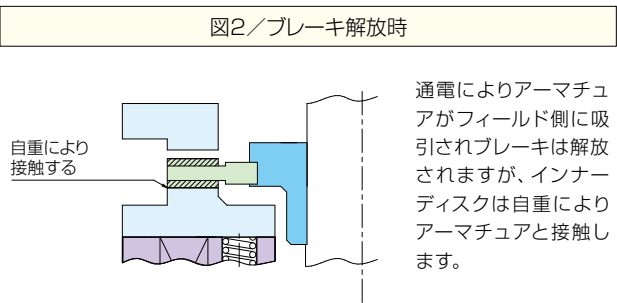 図2／ブレーキ解放時
自重により
接触する
通電によりアーマチュ
アがフィールド側に吸
引されブレーキは解放
されますが、インナー
ディスクは自重により
アーマチュアと接触し
ます。